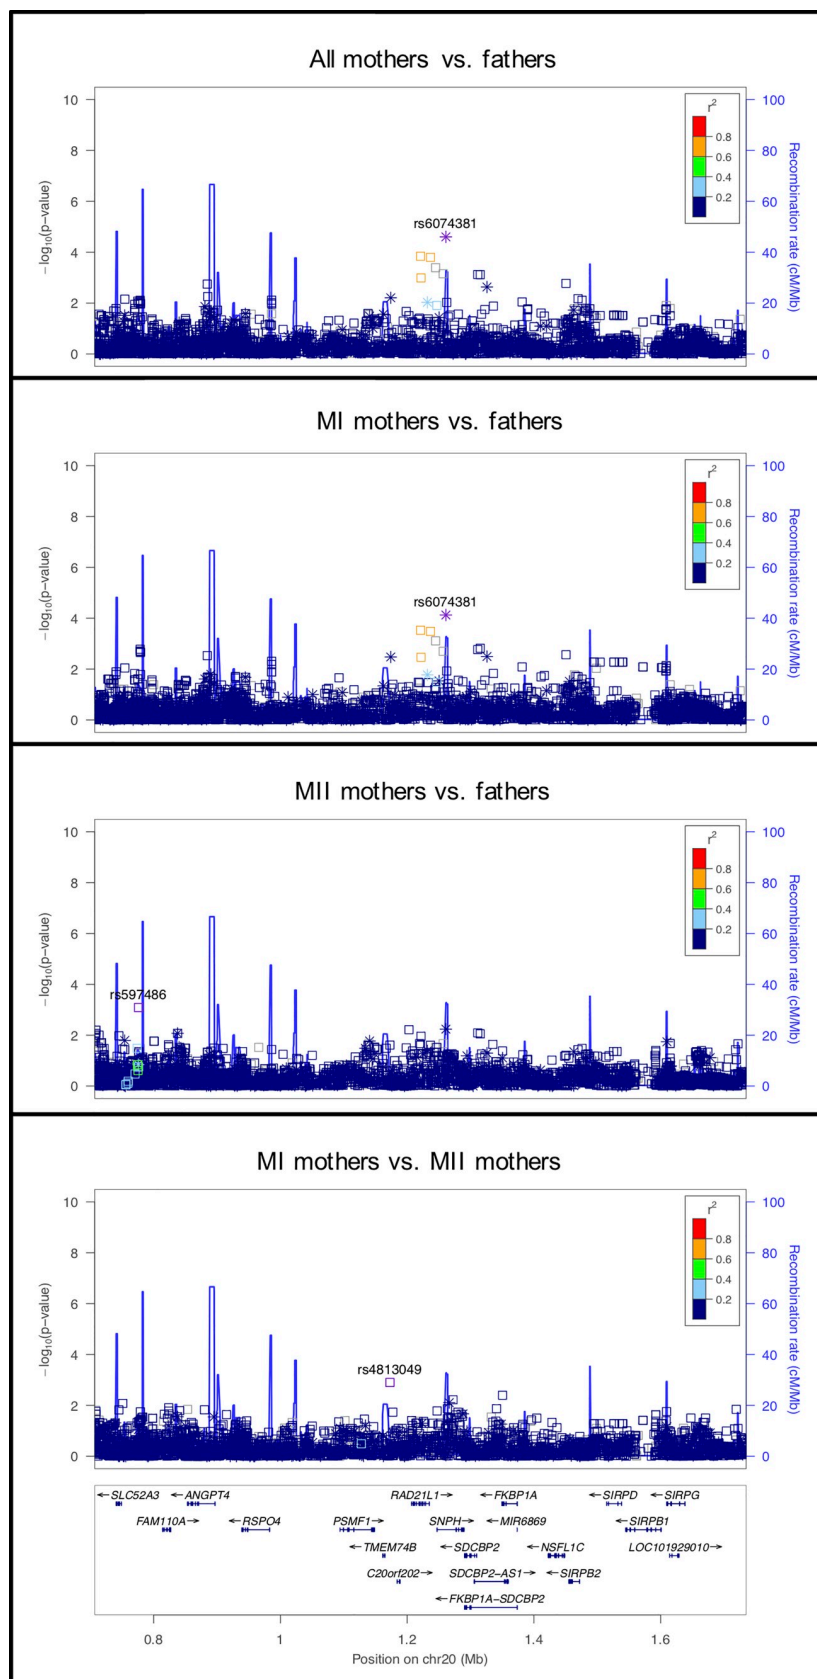 All mothers vs. fathers
10
8
6
4
2
0
−log10(p−value)
100
80
60
40
20
0
Recombination rate (cM/Mb)
r2
0.8
0.6
0.4
0.2
rs6074381
MI mothers vs. fathers
10
8
6
4
2
0
−log10(p−value)
100
80
60
40
20
0
Recombination rate (cM/Mb)
r2
0.8
0.6
0.4
0.2
rs6074381
MII mothers vs. fathers
10
8
6
4
2
0
−log10(p−value)
100
80
60
40
20
0
Recombination rate (cM/Mb)
r2
0.8
0.6
0.4
0.2
rs597486
MI mothers vs. MII mothers
10
8
6
4
2
0
−log10(p−value)
100
80
60
40
20
0
Recombination rate (cM/Mb)
r2
0.8
0.6
0.4
0.2
rs4813049
←SLC52A3 ←ANGPT4 RAD21L1→ ←FKBP1A ←SIRPD ←SIRPG
FAM110A→ ←RSPO4 PSMF1→ SNPH→ ←MIR6869 ←SIRPB1
←TMEM74B ←SDCBP2 ←NSFL1C LOC101929010→
C20orf202→ SDCBP2−AS1→ ←SIRPB2
←FKBP1A−SDCBP2
0.8 1 1.2 1.4 1.6
Position on chr20 (Mb)